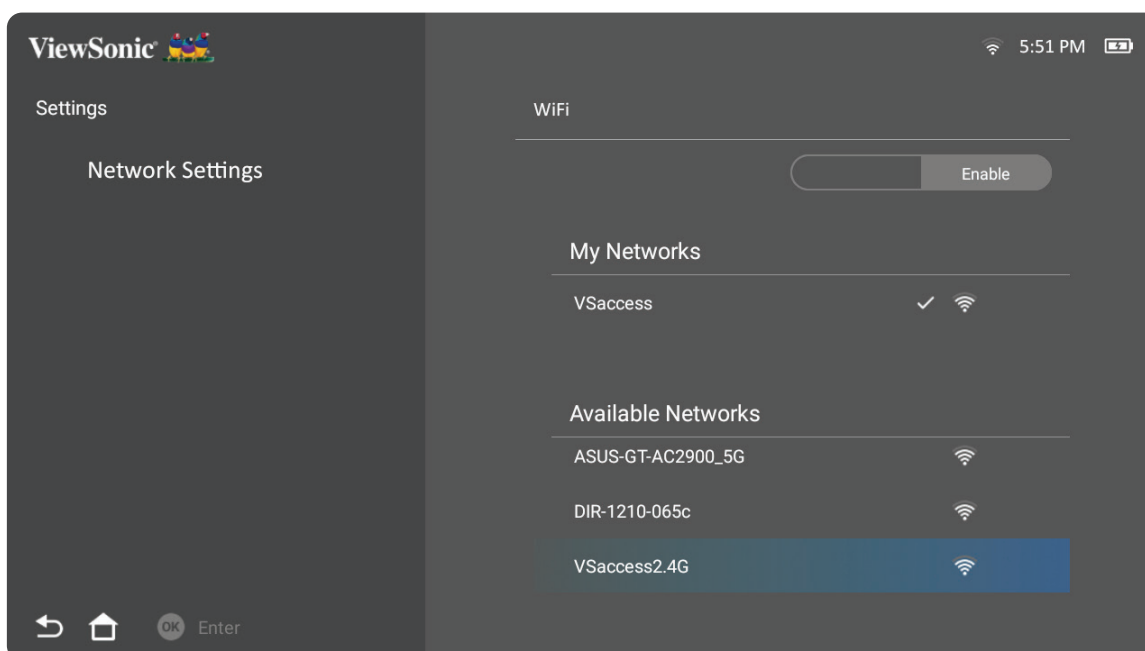 ViewSonic
5:51 PM
Settings
Network Settings
WiFi
Enable
My Networks
VSaccess
Available Networks
ASUS-GT-AC2900_5G
DIR-1210-065c
VSaccess2.4G
OK Enter